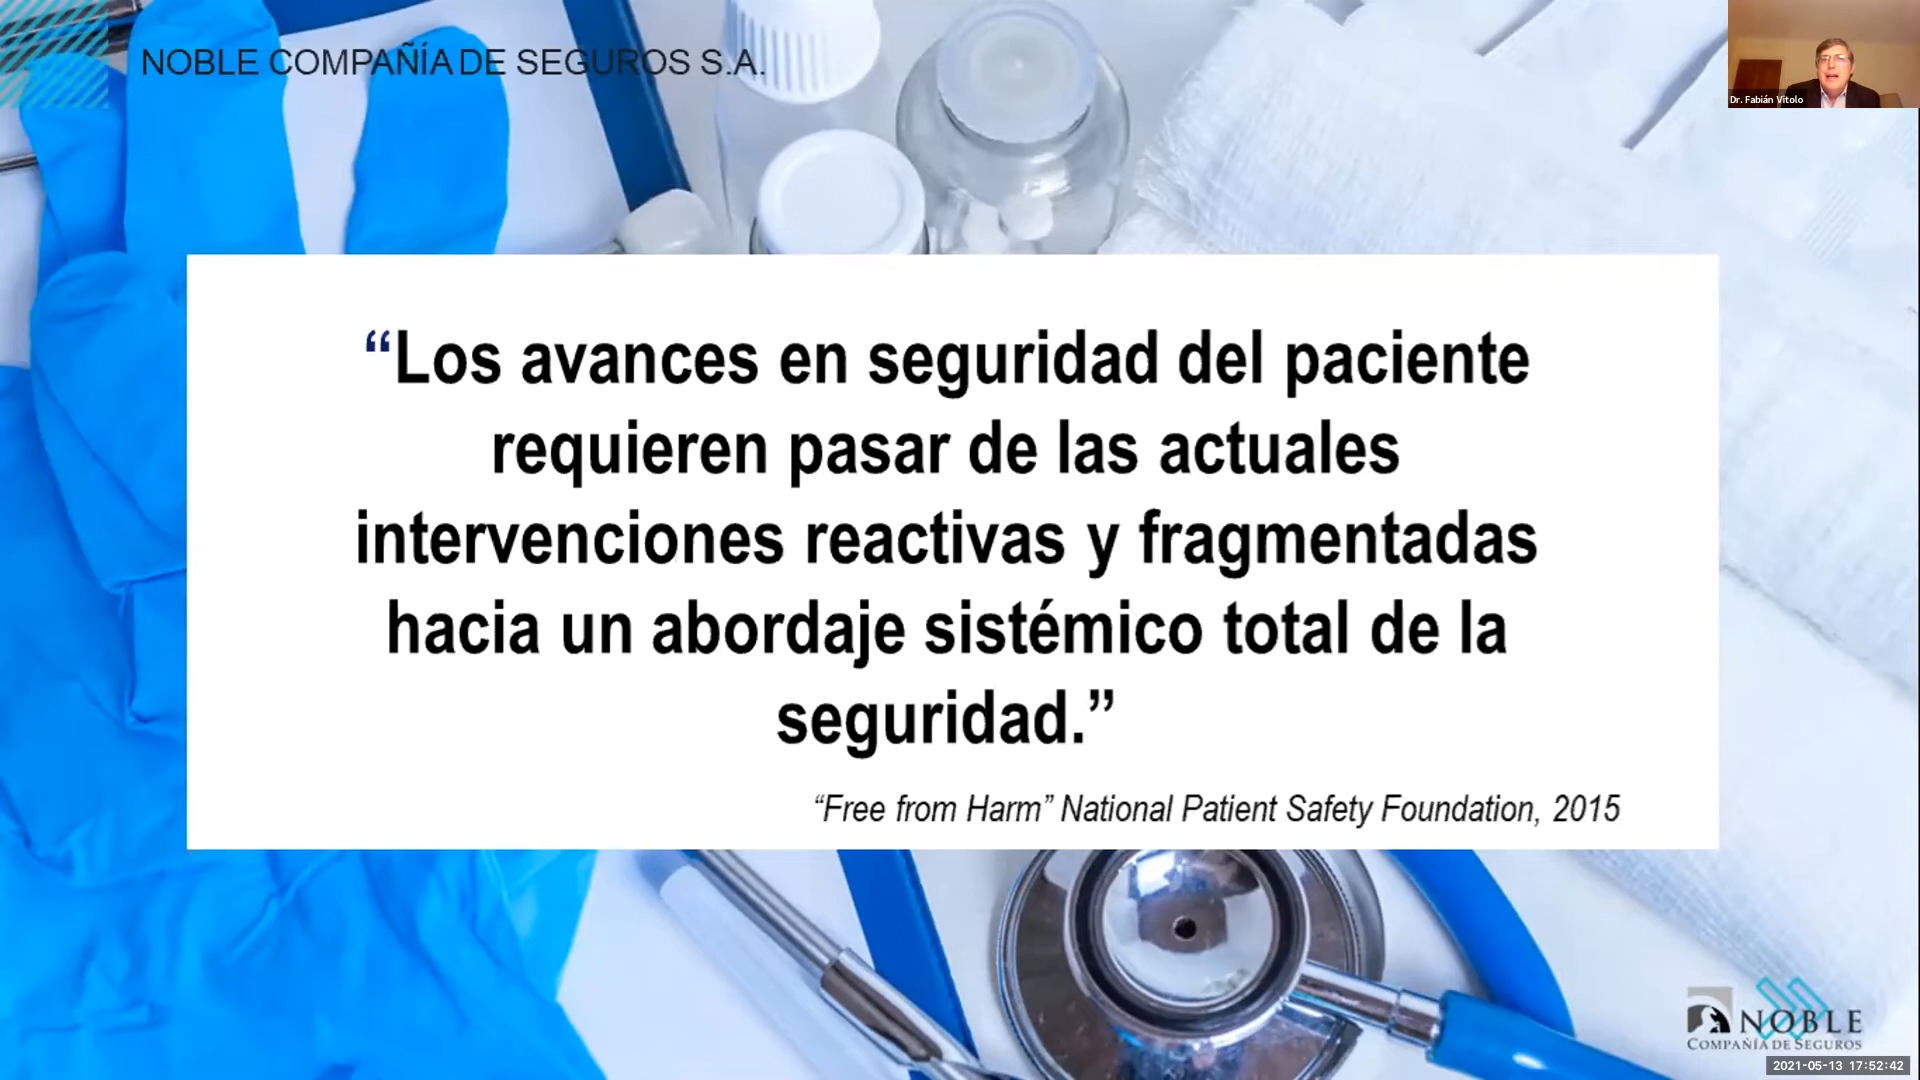 NOBLE COMPAÑÍA DE SEGUROS S.A.
Dr. Fabián Vitolo
“Los avances en seguridad del paciente
requieren pasar de las actuales
intervenciones reactivas y fragmentadas
hacia un abordaje sistémico total de la
seguridad.”
“Free from Harm” National Patient Safety Foundation, 2015
NOBLE
COMPAÑÍA DE SEGUROS
2021-05-13 17:52:42